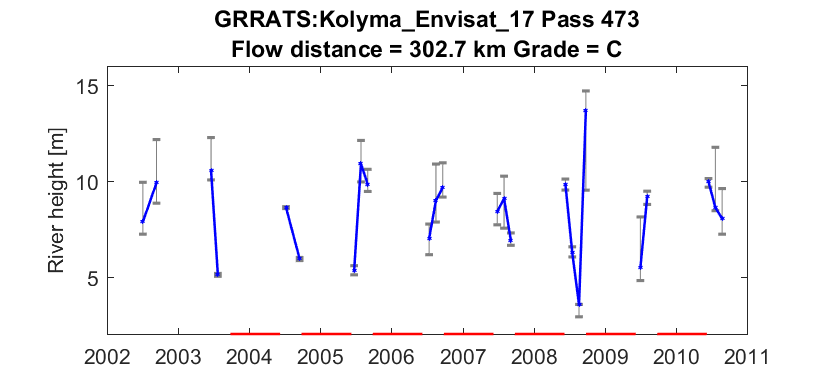 GRRATS:Kolyma_Envisat_17 Pass 473
Flow distance = 302.7 km Grade = C
River height [m]
15
10
5
2002 2003 2004 2005 2006 2007 2008 2009 2010 2011